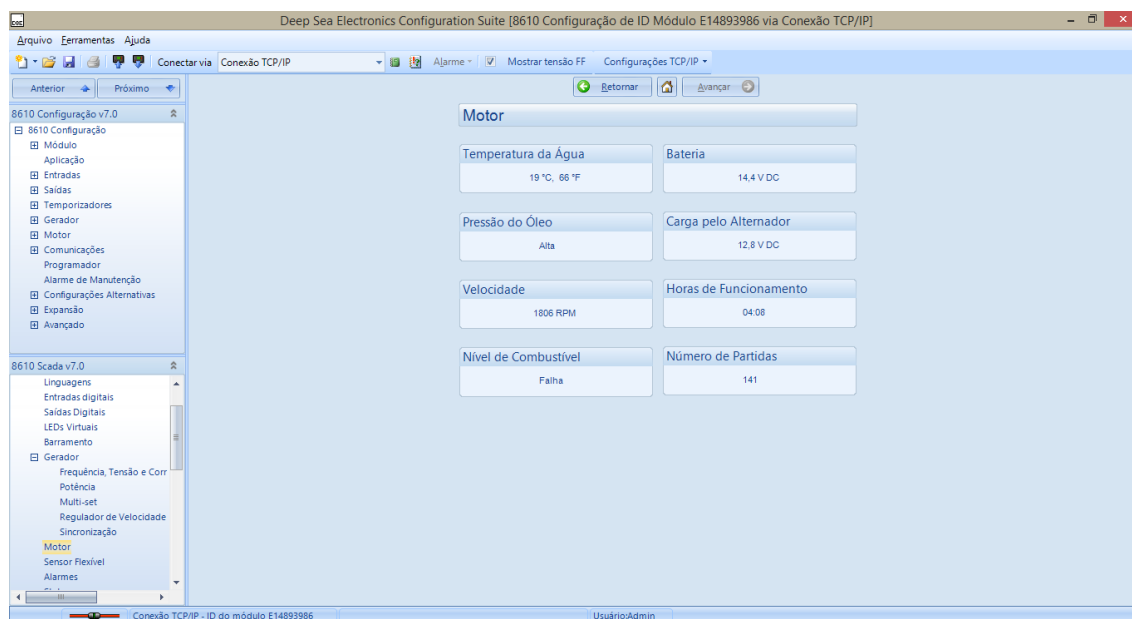 Deep Sea Electronics Configuration Suite [8610 Configuração de ID Módulo E14893986 via Conexão TCP/IP]
Arquivo Ferramentas Ajuda
Conectar via Conexão TCP/IP Alarme Mostrar tensão FF Configurações TCP/IP
Anterior Próximo
Retornar Avançar
8610 Configuração v7.0
8610 Configuração
Módulo
Aplicação
Entradas
Saídas
Temporizadores
Gerador
Motor
Comunicações
Programador
Alarme de Manutenção
Configurações Alternativas
Expansão
Avançado
8610 Scada v7.0
Linguagens
Entradas digitais
Saídas Digitais
LEDs Virtuais
Barramento
Gerador
Frequência, Tensão e Corr
Potência
Multi-set
Regulador de Velocidade
Sincronização
Motor
Sensor Flexível
Alarmes
Motor
Temperatura da Água
19 °C, 66 °F
Bateria
14,4 V DC
Pressão do Óleo
Alta
Carga pelo Alternador
12,8 V DC
Velocidade
1806 RPM
Horas de Funcionamento
04:08
Nível de Combustível
Falha
Número de Partidas
141
Conexão TCP/IP - ID do módulo E14893986
Usuário:Admin